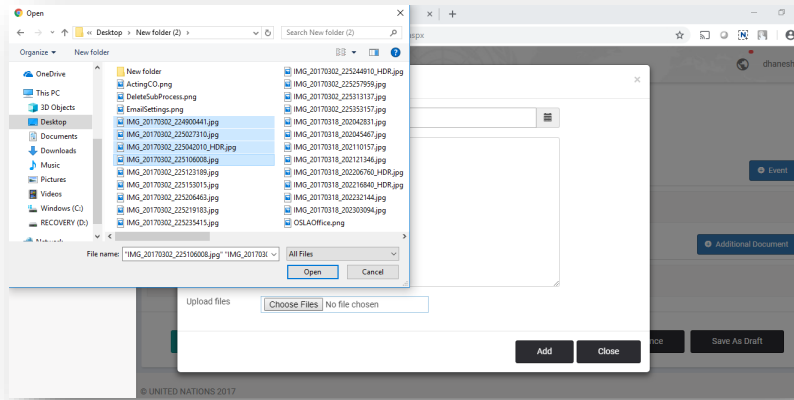 Open
« Desktop > New folder (2) >
Search New folder (2)
Organize
New folder
OneDrive
This PC
3D Objects
Desktop
Documents
Downloads
Music
Pictures
Videos
Windows (C:)
RECOVERY (D:)
Network
New folder
ActingCO.png
DeleteSubProcess.png
EmailSettings.png
IMG_20170302_224900441.jpg
IMG_20170302_225027310.jpg
IMG_20170302_225042010_HDR.jpg
IMG_20170302_225106008.jpg
IMG_20170302_225123189.jpg
IMG_20170302_225153015.jpg
IMG_20170302_225206463.jpg
IMG_20170302_225219183.jpg
IMG_20170302_225235415.jpg
IMG_20170302_225244910_HDR.jpg
IMG_20170302_225257959.jpg
IMG_20170302_225313137.jpg
IMG_20170302_225353157.jpg
IMG_20170318_202042831.jpg
IMG_20170318_202045467.jpg
IMG_20170318_202110157.jpg
IMG_20170318_202121346.jpg
IMG_20170318_202206760_HDR.jpg
IMG_20170318_202216840_HDR.jpg
IMG_20170318_202232144.jpg
IMG_20170318_202303094.jpg
OSLAOffice.png
File name: "IMG_20170302_225106008.jpg" "IMG_201703(
All Files
Open
Cancel
spx
dhanesh
Event
Additional Document
Upload files
Choose Files No file chosen
Add
Close
nce
Save As Draft
© UNITED NATIONS 2017